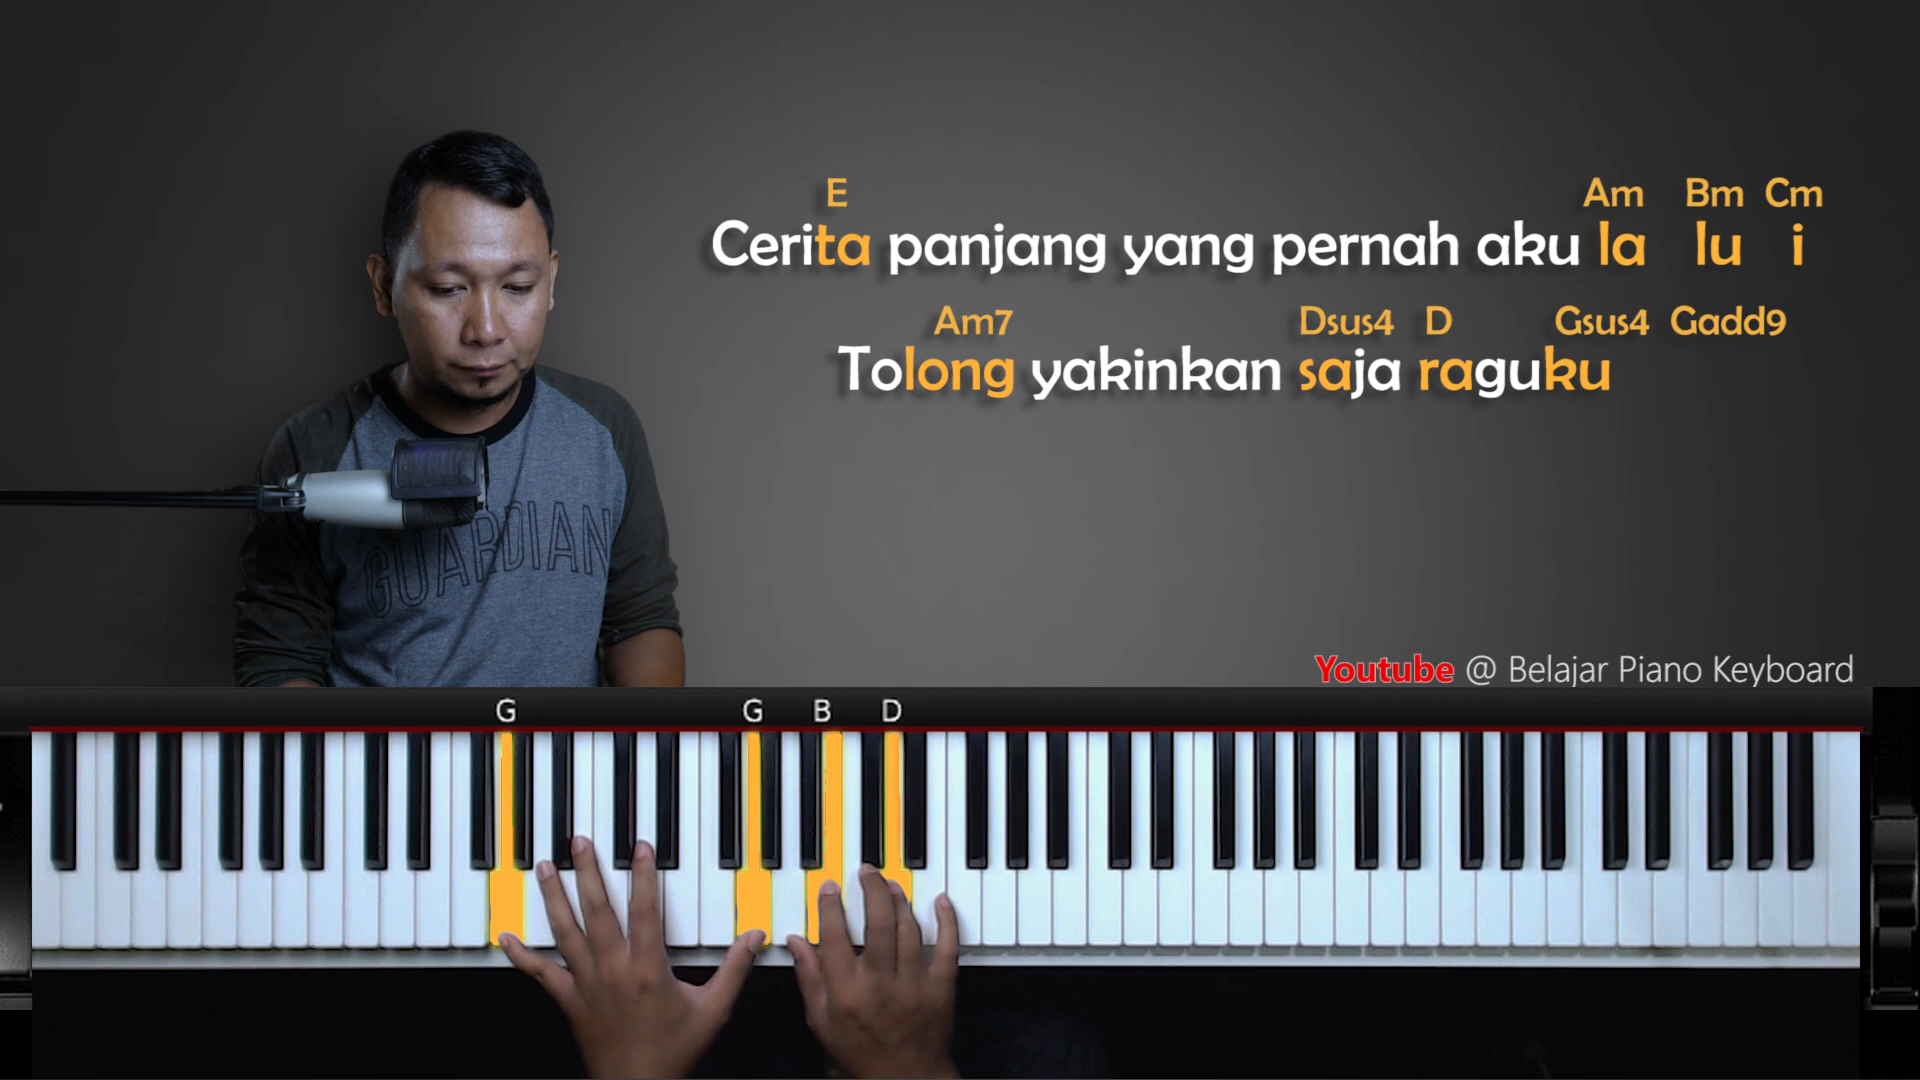 E Am Bm Cm
Cerita panjang yang pernah aku la lu i
Am7 Dsus4 D Gsus4 Gadd9
Tolong yakinkan saja raguku
GUARDIAN
Youtube @ Belajar Piano Keyboard
G G B D